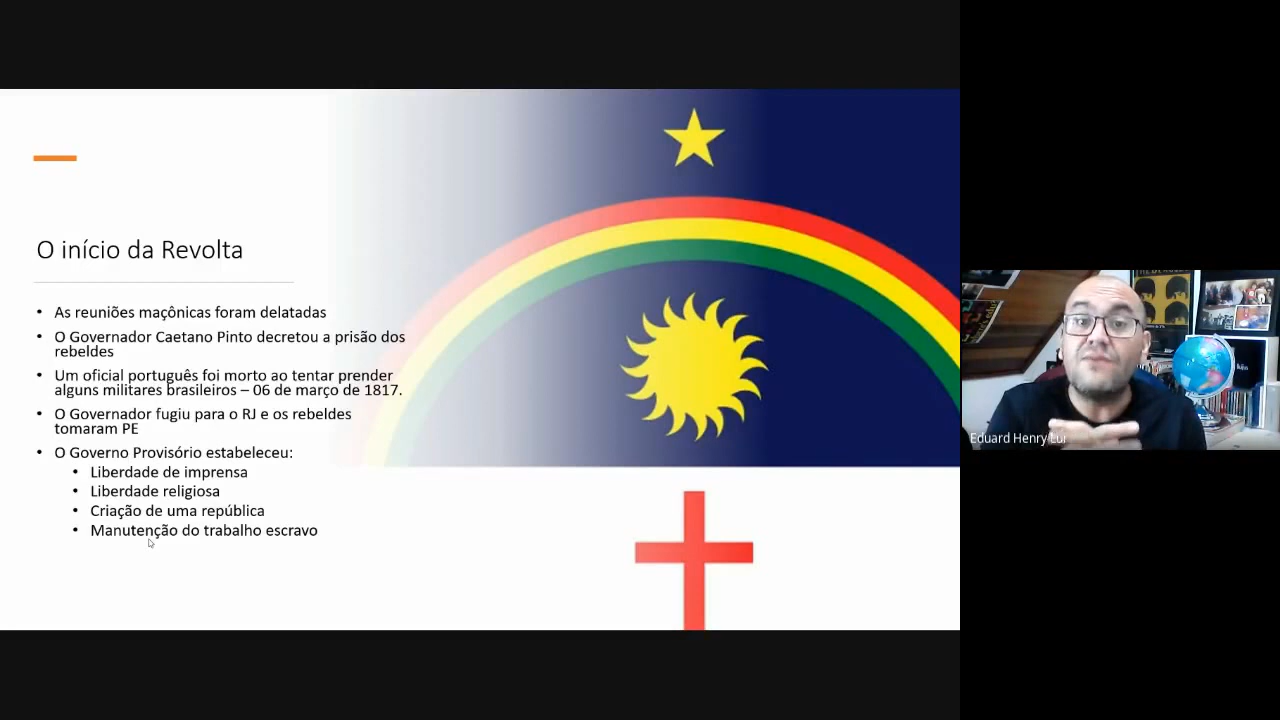 O início da Revolta
• As reuniões maçônicas foram delatadas
• O Governador Caetano Pinto decretou a prisão dos
rebeldes
• Um oficial português foi morto ao tentar prender
alguns militares brasileiros – 06 de março de 1817.
• O Governador fugiu para o RJ e os rebeldes
tomaram PE
• O Governo Provisório estabeleceu:
• Liberdade de imprensa
• Liberdade religiosa
• Criação de uma república
• Manutenção do trabalho escravo
Eduard Henry Lui